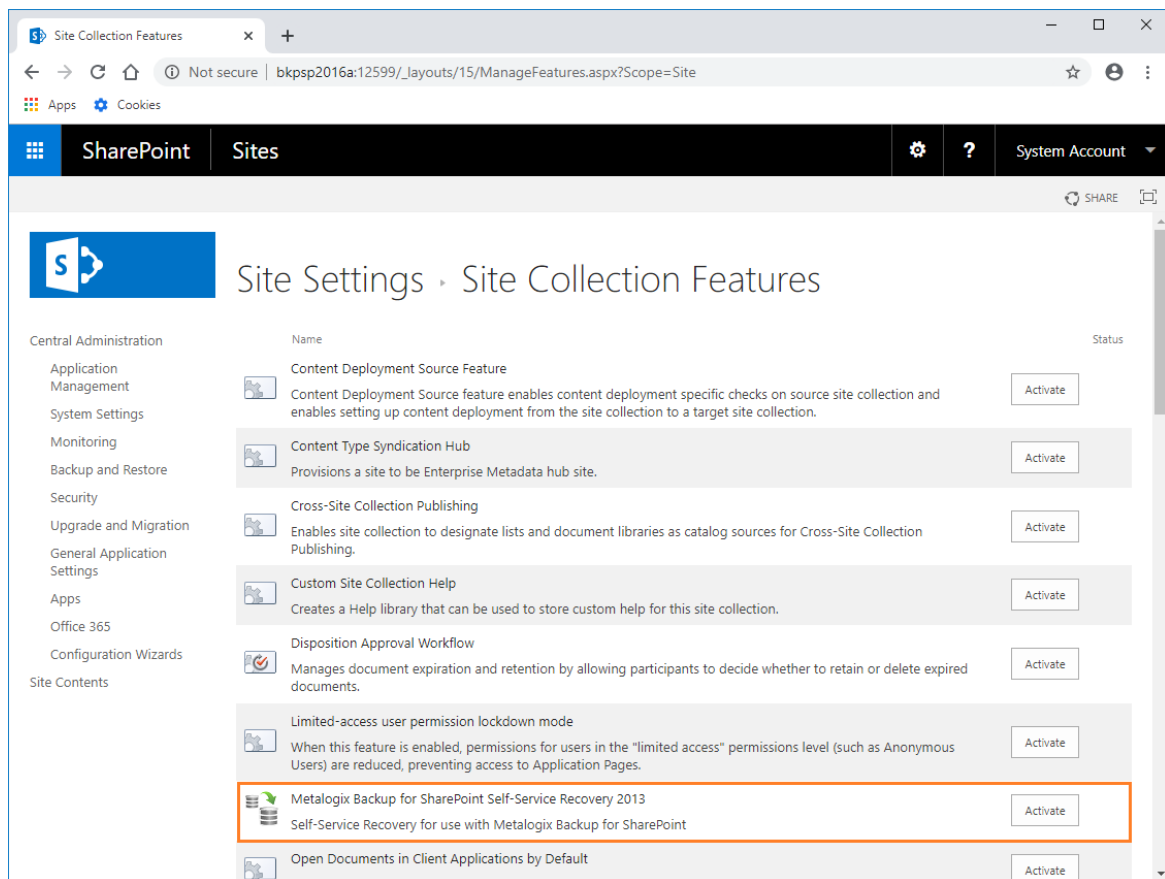 Site Collection Features
Not secure | bkpsp2016a:12599/_layouts/15/ManageFeatures.aspx?Scope=Site
Apps Cookies
SharePoint Sites ? System Account
SHARE
S
Site Settings Site Collection Features
Central Administration
Application
Management
System Settings
Monitoring
Backup and Restore
Security
Upgrade and Migration
General Application
Settings
Apps
Office 365
Configuration Wizards
Site Contents
Name Status
Content Deployment Source Feature
Content Deployment Source feature enables content deployment specific checks on source site collection and
enables setting up content deployment from the site collection to a target site collection.
Activate
Content Type Syndication Hub
Provisions a site to be Enterprise Metadata hub site.
Activate
Cross-Site Collection Publishing
Enables site collection to designate lists and document libraries as catalog sources for Cross-Site Collection
Publishing.
Activate
Custom Site Collection Help
Creates a Help library that can be used to store custom help for this site collection.
Activate
Disposition Approval Workflow
Manages document expiration and retention by allowing participants to decide whether to retain or delete expired
documents.
Activate
Limited-access user permission lockdown mode
When this feature is enabled, permissions for users in the "limited access" permissions level (such as Anonymous
Users) are reduced, preventing access to Application Pages.
Activate
Metalogix Backup for SharePoint Self-Service Recovery 2013
Self-Service Recovery for use with Metalogix Backup for SharePoint
Activate
Open Documents in Client Applications by Default
Activate